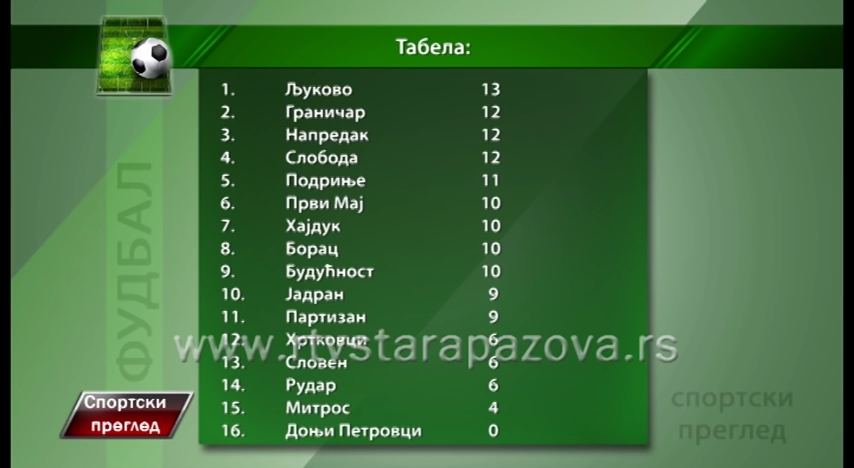 Табела:
1. Љуково 13
2. Граничар 12
3. Напредак 12
4. Слобода 12
5. Подриње 11
6. Први Мај 10
7. Хајдук 10
8. Борац 10
9. Будућност 10
10. Јадран 9
11. Партизан 9
12. Хртковци 6
13. Словен 6
14. Рудар 6
15. Митрос 4
16. Доњи Петровци 0
www.rtvstarapazova.rs
ФУДБАЛ
Спортски
преглед
спортски
преглед